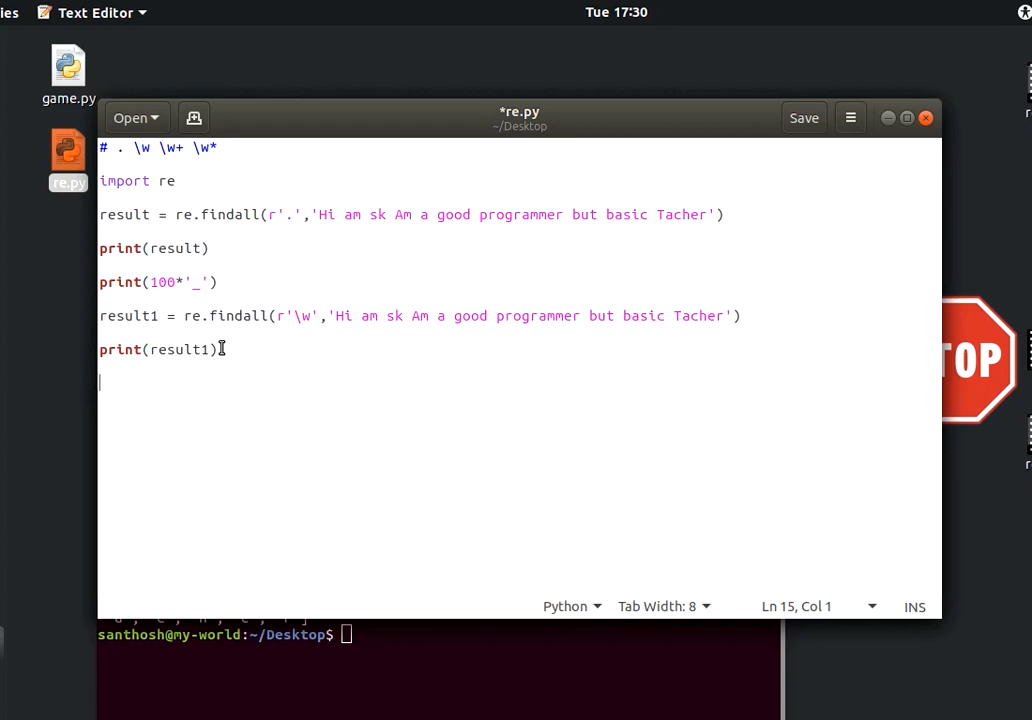 ies Text Editor Tue 17:30
game.py
re.py
Open *re.py Save
~/Desktop
# . \w \w+ \w*
import re
result = re.findall(r'.','Hi am sk Am a good programmer but basic Tacher')
print(result)
print(100*'_')
result1 = re.findall(r'\w','Hi am sk Am a good programmer but basic Tacher')
print(result1)
TOP
Python Tab Width: 8 Ln 15, Col 1 INS
santhosh@my-world:~/Desktop$